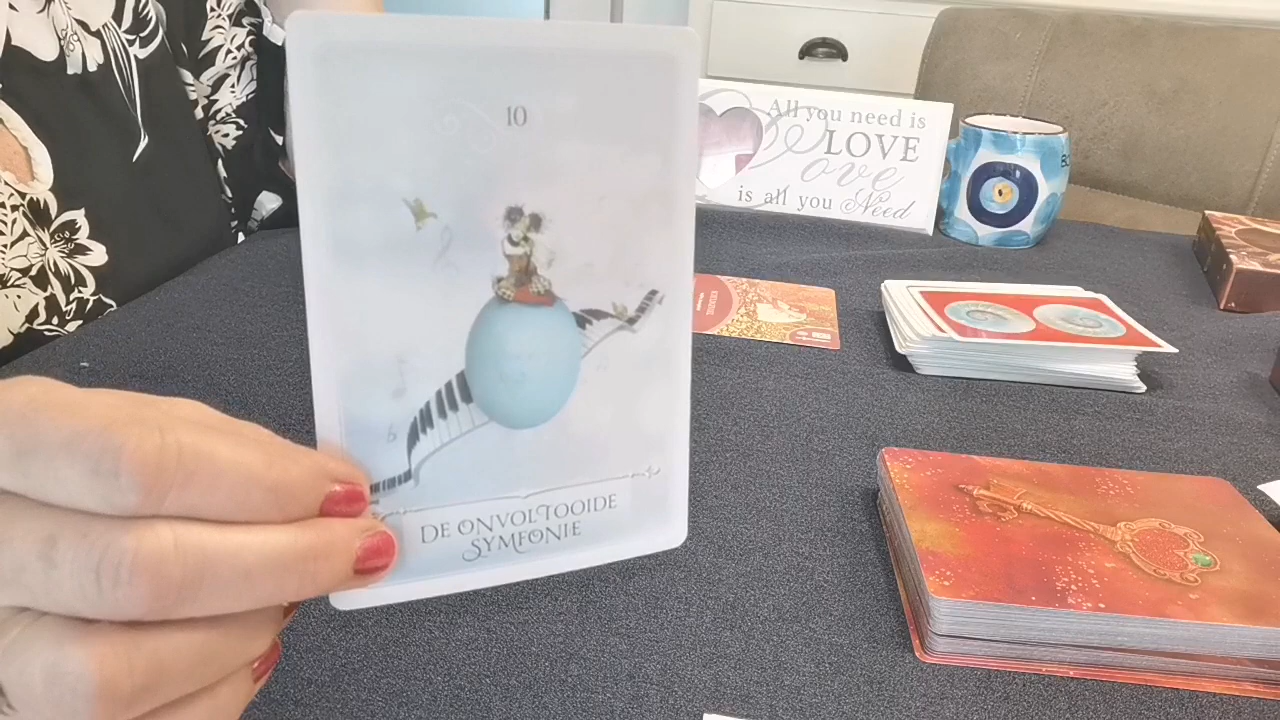 10
DE ONVOLTOOIDE
SYMFONIE
All you need is
LOVE
Love
is all you Need